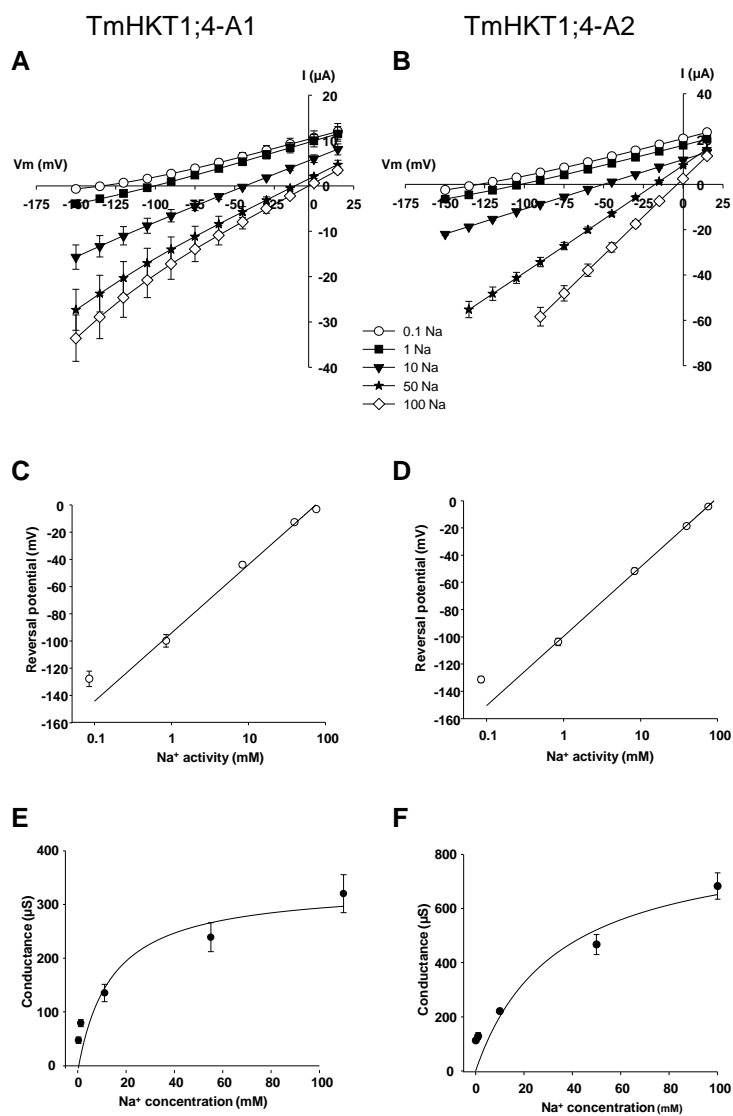 TmHKT1;4-A1
TmHKT1;4-A2
A
I (µA)
20
10
Vm (mV)
0
-175 -150 -125 -100 -75 -50 -25 0 25
-10
-20
-30
-40
B
I (µA)
40
20
Vm (mV)
0
-175 -150 -125 -100 -75 -50 -25 0 25
-20
-40
-60
-80
0.1 Na
1 Na
10 Na
50 Na
100 Na
C
Reversal potential (mV)
0
-20
-40
-60
-80
-100
-120
-140
-160
0.1 1 10 100
Na⁺ activity (mM)
D
Reversal potential (mV)
0
-20
-40
-60
-80
-100
-120
-140
-160
0.1 1 10 100
Na⁺ activity (mM)
E
Conductance (µS)
400
300
200
100
0
0 20 40 60 80 100
Na⁺ concentration (mM)
F
Conductance (µS)
800
600
400
200
0
0 20 40 60 80 100
Na⁺ concentration (mM)